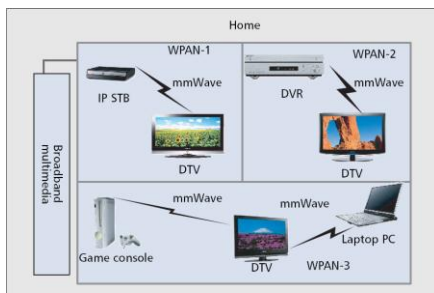 Home
Broadband
multimedia
WPAN-1
mmWave
IP STB
DTV
WPAN-2
mmWave
DVR
DTV
mmWave
mmWave
Game console
DTV
Laptop PC
WPAN-3